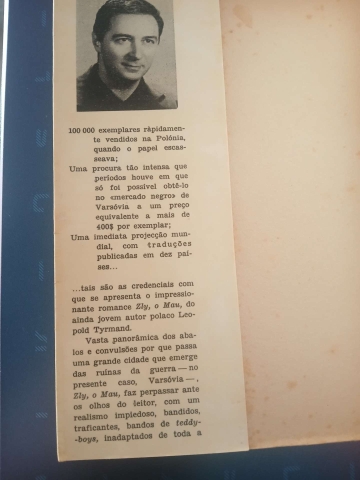 100 000 exemplares ràpidamen-
te vendidos na Polónia,
quando o papel escas-
seava;
Uma procura tão intensa que
períodos houve em que
só foi possível obtê-lo
no «mercado negro» de
Varsóvia a um preço
equivalente a mais de
400$ por exemplar;
Uma imediata projecção mun-
dial, com traduções
publicadas em dez paí-
ses...
...tais são as credenciais com
que se apresenta o impressio-
nante romance Zly, o Mau, do
ainda jovem autor polaco Leo-
pold Tyrmand.
Vasta panorâmica dos aba-
los e convulsões por que passa
uma grande cidade que emerge
das ruínas da guerra — no
presente caso, Varsóvia —,
Zly, o Mau, faz perpassar ante
os olhos do leitor, com um
realismo impiedoso, bandidos,
traficantes, bandos de teddy-
-boys, inadaptados de toda a